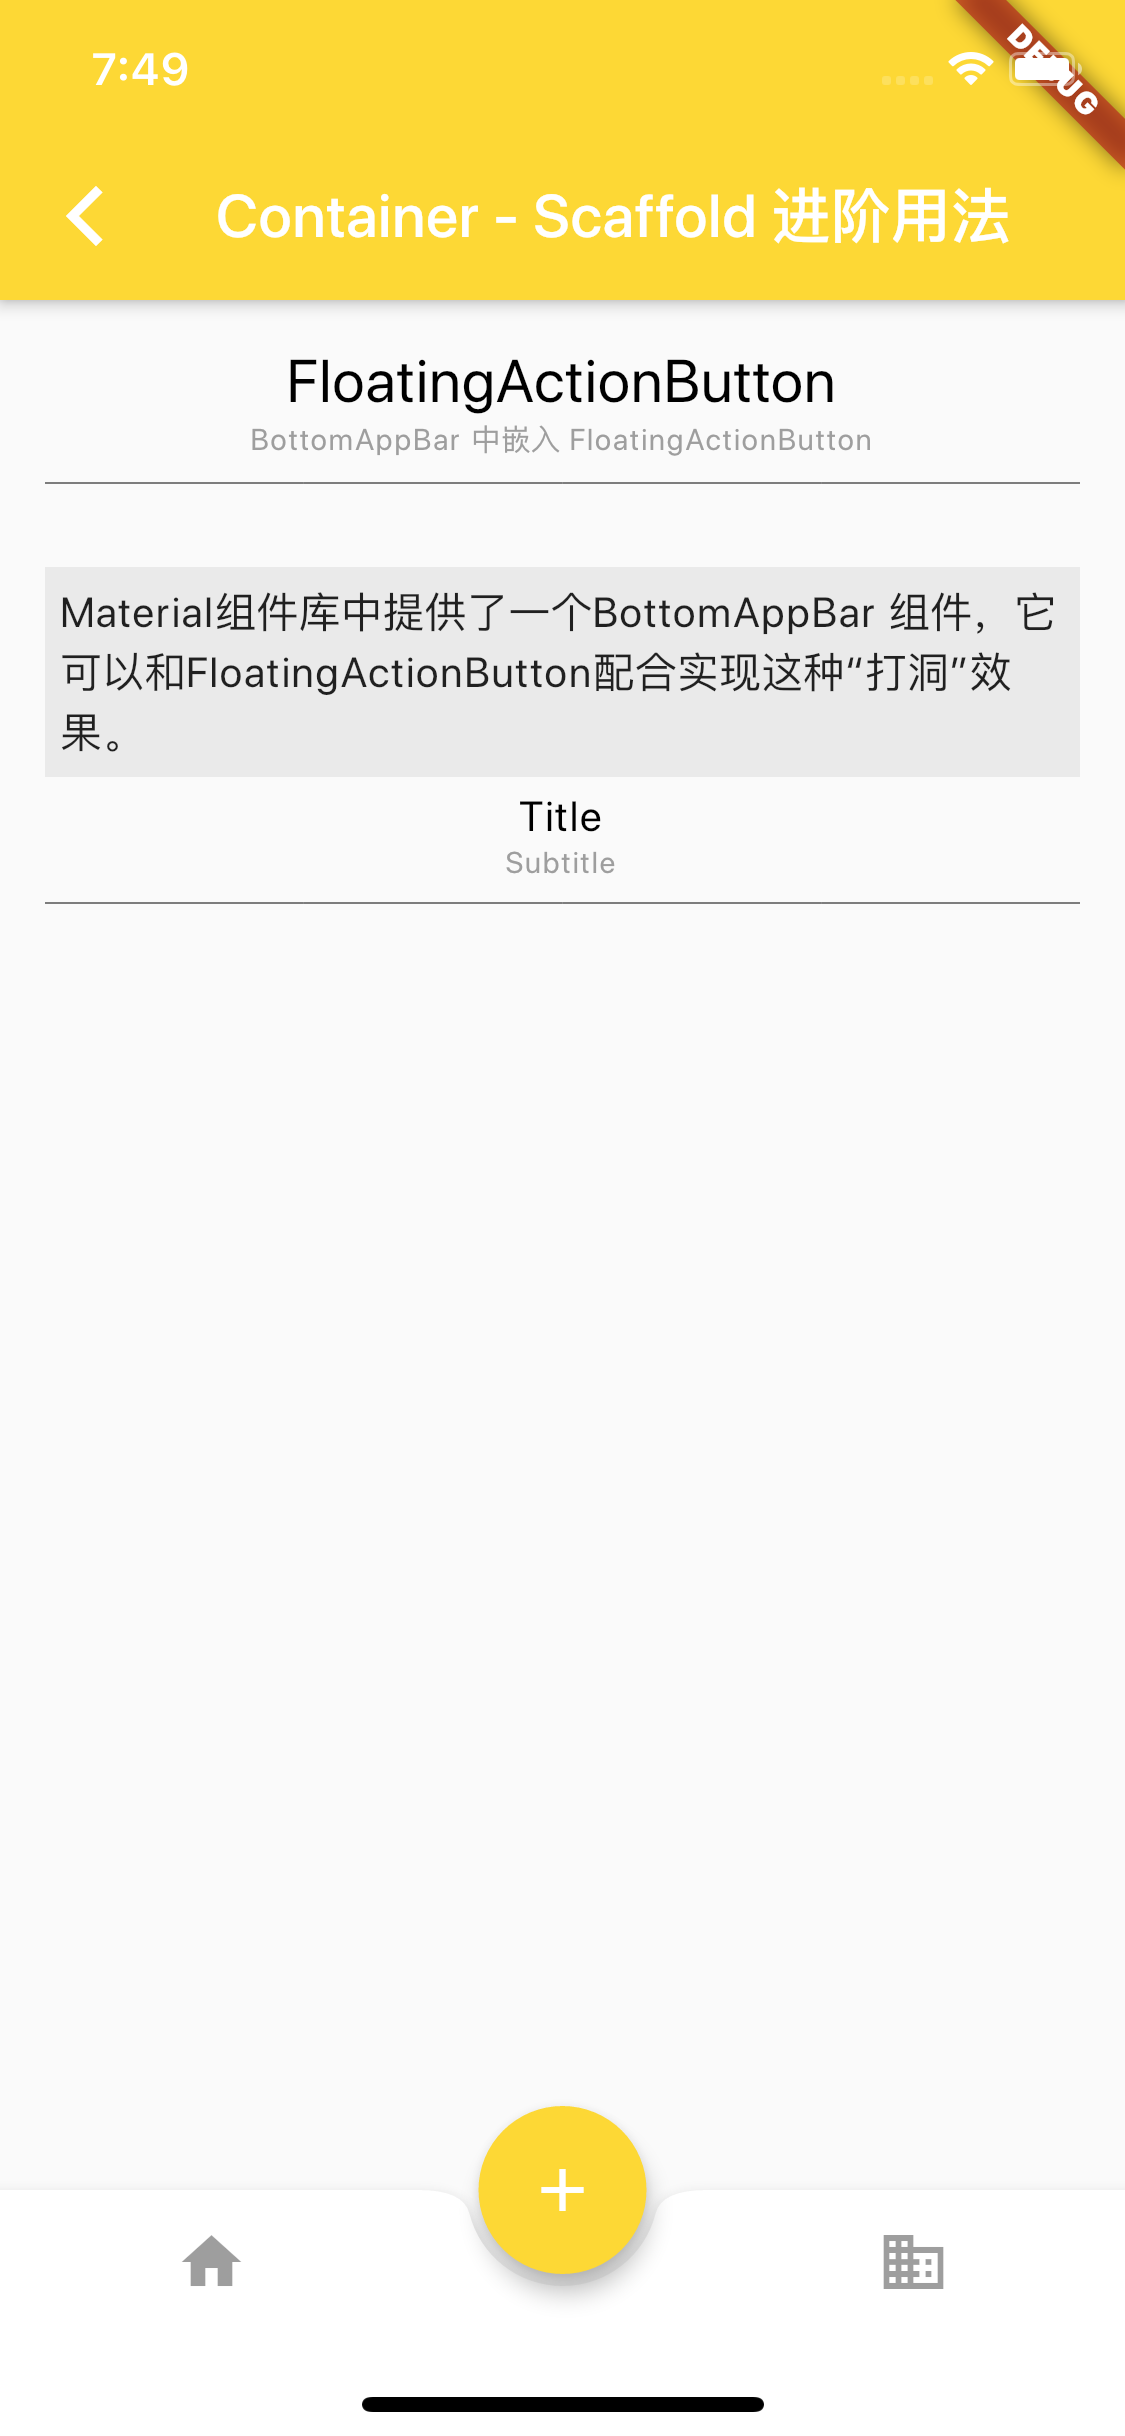 7:49
DEBUG
Container - Scaffold 进阶用法
FloatingActionButton
BottomAppBar 中嵌入 FloatingActionButton
Material组件库中提供了一个BottomAppBar 组件，它
可以和FloatingActionButton配合实现这种“打洞”效
果。
Title
Subtitle